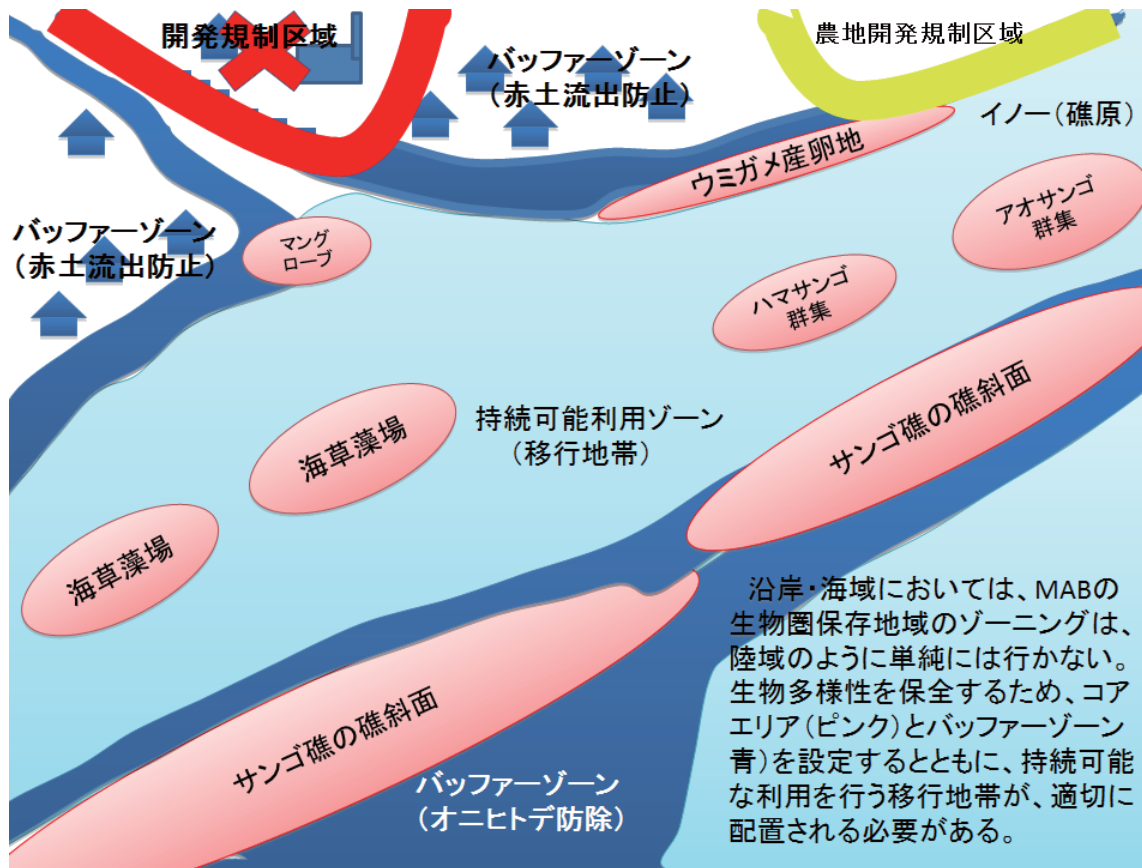 開発規制区域
農地開発規制区域
バッファーゾーン
（赤土流出防止）
イノー（礁原）
ウミガメ産卵地
アオサンゴ
群集
バッファーゾーン
（赤土流出防止）
マング
ローブ
ハマサンゴ
群集
サンゴ礁の礁斜面
海草藻場
持続可能利用ゾーン
（移行地帯）
海草藻場
サンゴ礁の礁斜面
バッファーゾーン
（オニヒトデ防除）
沿岸・海域においては、MABの
生物圏保存地域のゾーニングは、
陸域のように単純には行かない。
生物多様性を保全するため、コア
エリア（ピンク）とバッファーゾーン
青）を設定するとともに、持続可能
な利用を行う移行地帯が、適切に
配置される必要がある。